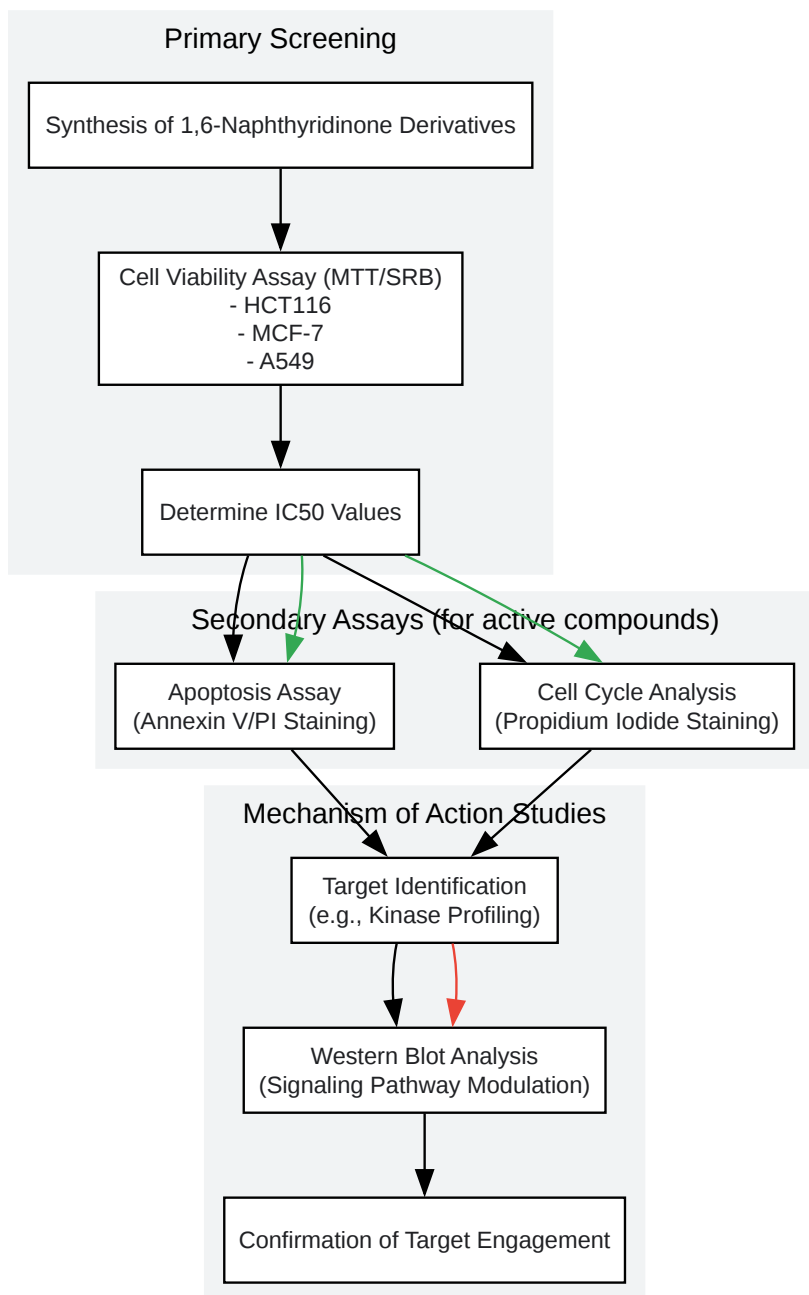 Primary Screening
Synthesis of 1,6-Naphthyridinone Derivatives
Cell Viability Assay (MTT/SRB)
- HCT116
- MCF-7
- A549
Determine IC50 Values
Secondary Assays (for active compounds)
Apoptosis Assay
(Annexin V/PI Staining)
Cell Cycle Analysis
(Propidium Iodide Staining)
Mechanism of Action Studies
Target Identification
(e.g., Kinase Profiling)
Western Blot Analysis
(Signaling Pathway Modulation)
Confirmation of Target Engagement